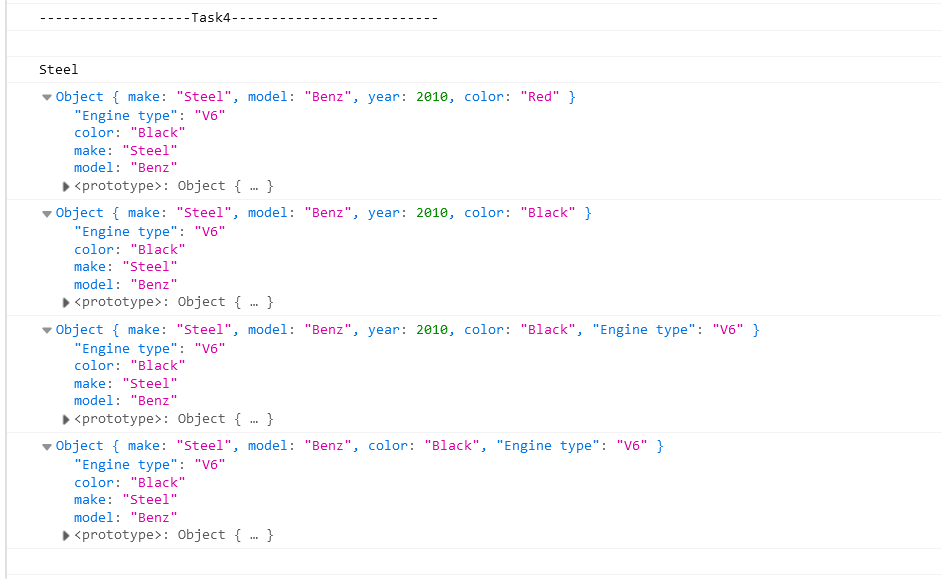 -------------------Task4--------------------------
Steel
Object { make: "Steel", model: "Benz", year: 2010, color: "Red" }
"Engine type": "V6"
color: "Black"
make: "Steel"
model: "Benz"
<prototype>: Object { … }
Object { make: "Steel", model: "Benz", year: 2010, color: "Black" }
"Engine type": "V6"
color: "Black"
make: "Steel"
model: "Benz"
<prototype>: Object { … }
Object { make: "Steel", model: "Benz", year: 2010, color: "Black", "Engine type": "V6" }
"Engine type": "V6"
color: "Black"
make: "Steel"
model: "Benz"
<prototype>: Object { … }
Object { make: "Steel", model: "Benz", color: "Black", "Engine type": "V6" }
"Engine type": "V6"
color: "Black"
make: "Steel"
model: "Benz"
<prototype>: Object { … }